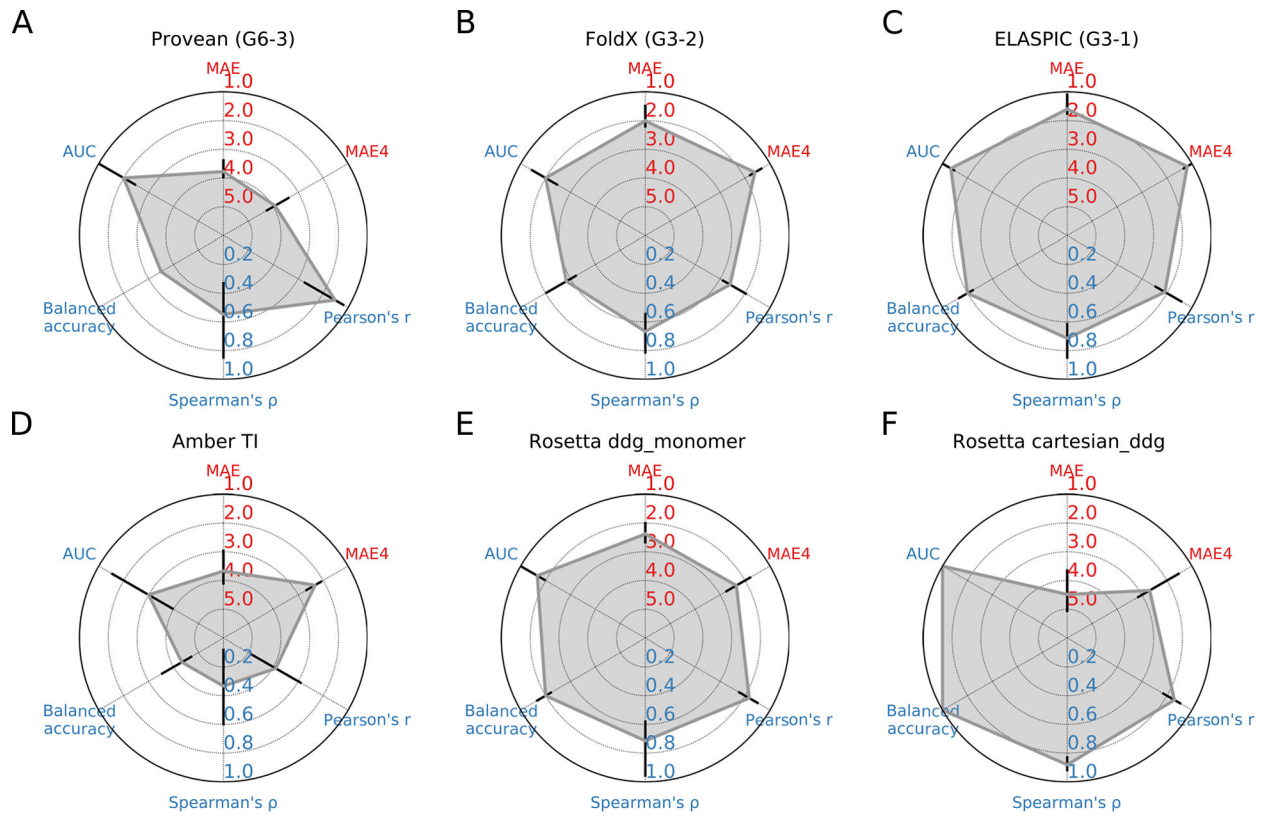 A
Provean (G6-3)
MAE
1.0
2.0
3.0
4.0
5.0
AUC
MAE4
0.2
0.4
0.6
0.8
1.0
Balanced
accuracy
Pearson's r
Spearman's ρ
B
FoldX (G3-2)
MAE
1.0
2.0
3.0
4.0
5.0
AUC
MAE4
0.2
0.4
0.6
0.8
1.0
Balanced
accuracy
Pearson's r
Spearman's ρ
C
ELASPIC (G3-1)
MAE
1.0
2.0
3.0
4.0
5.0
AUC
MAE4
0.2
0.4
0.6
0.8
1.0
Balanced
accuracy
Pearson's r
Spearman's ρ
D
Amber TI
MAE
1.0
2.0
3.0
4.0
5.0
AUC
MAE4
0.2
0.4
0.6
0.8
1.0
Balanced
accuracy
Pearson's r
Spearman's ρ
E
Rosetta ddg_monomer
MAE
1.0
2.0
3.0
4.0
5.0
AUC
MAE4
0.2
0.4
0.6
0.8
1.0
Balanced
accuracy
Pearson's r
Spearman's ρ
F
Rosetta cartesian_ddg
MAE
1.0
2.0
3.0
4.0
5.0
AUC
MAE4
0.2
0.4
0.6
0.8
1.0
Balanced
accuracy
Pearson's r
Spearman's ρ